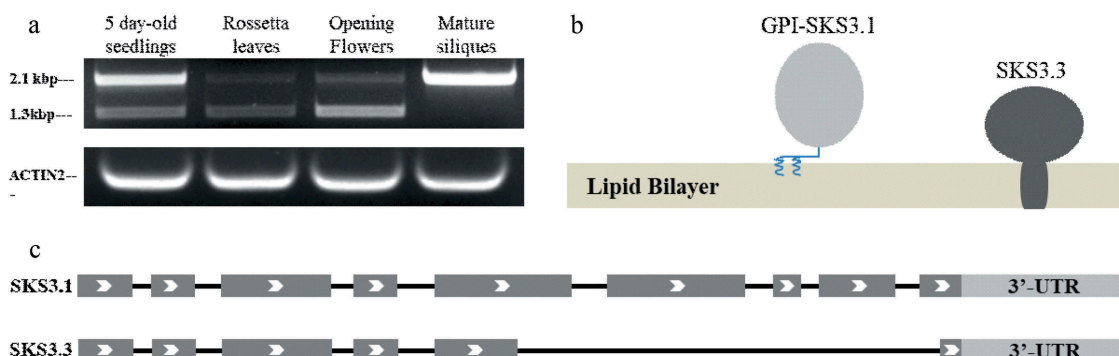 a
5 day-old
seedlings
Rossetta
leaves
Opening
Flowers
Mature
siliques
2.1 kbp---
1.3kbp---
ACTIN2--
-
b
GPI-SKS3.1
SKS3.3
Lipid Bilayer
c
SKS3.1
3'-UTR
SKS3.3
3'-UTR